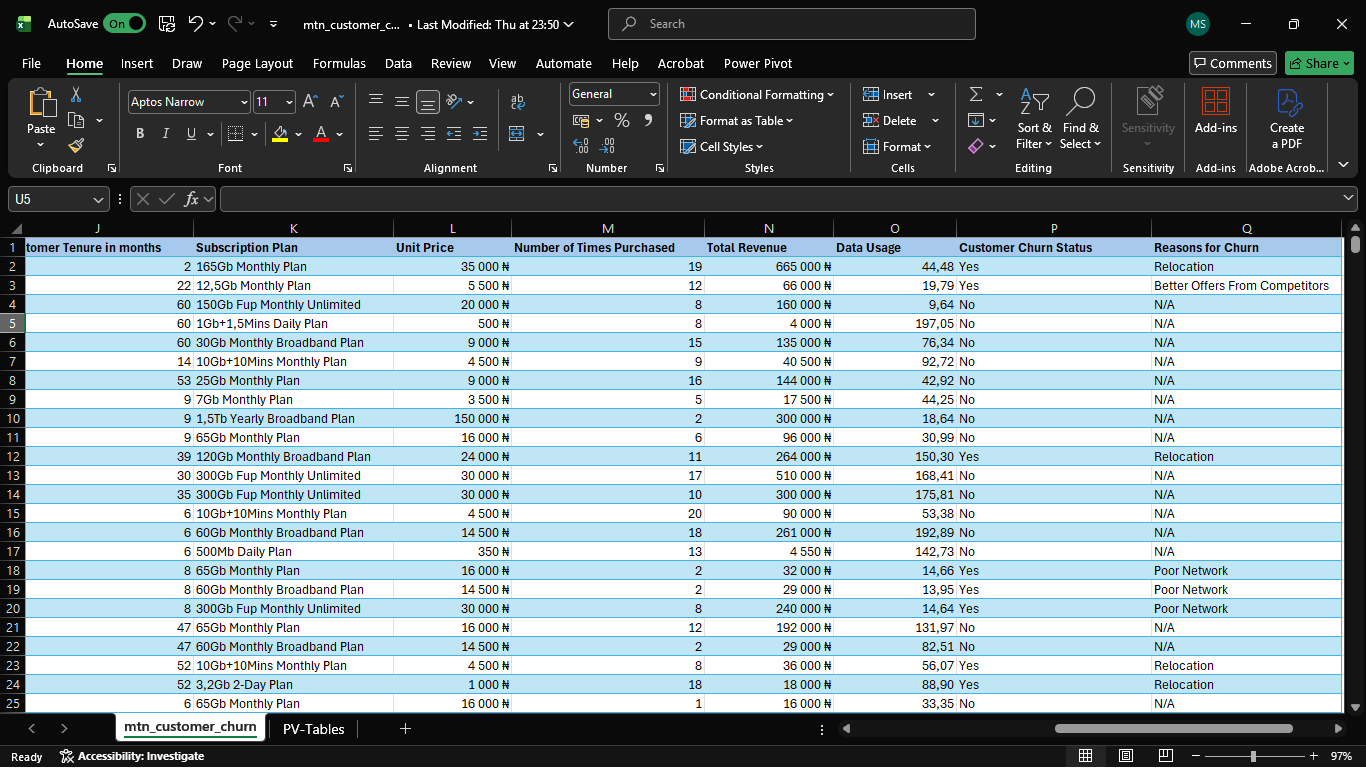 AutoSave On mtn_customer_c... • Last Modified: Thu at 23:50 Search MS
File Home Insert Draw Page Layout Formulas Data Review View Automate Help Acrobat Power Pivot Comments Share
Paste Aptos Narrow 11 A A ab General Conditional Formatting Insert Sort & Find & Sensitivity Add-ins Create
B I U A % Format as Table Delete Filter Select a PDF
Cell Styles Format
Clipboard Font Alignment Number Styles Cells Editing Sensitivity Add-ins Adobe Acrob...
U5 fx
J K L M N O P Q
1 tomer Tenure in months Subscription Plan Unit Price Number of Times Purchased Total Revenue Data Usage Customer Churn Status Reasons for Churn
2 2 165Gb Monthly Plan 35 000 ₦ 19 665 000 ₦ 44,48 Yes Relocation
3 22 12,5Gb Monthly Plan 5 500 ₦ 12 66 000 ₦ 19,79 Yes Better Offers From Competitors
4 60 150Gb Fup Monthly Unlimited 20 000 ₦ 8 160 000 ₦ 9,64 No N/A
5 60 1Gb+1,5Mins Daily Plan 500 ₦ 8 4 000 ₦ 197,05 No N/A
6 60 30Gb Monthly Broadband Plan 9 000 ₦ 15 135 000 ₦ 76,34 No N/A
7 14 10Gb+10Mins Monthly Plan 4 500 ₦ 9 40 500 ₦ 92,72 No N/A
8 53 25Gb Monthly Plan 9 000 ₦ 16 144 000 ₦ 42,92 No N/A
9 9 7Gb Monthly Plan 3 500 ₦ 5 17 500 ₦ 44,25 No N/A
10 9 1,5Tb Yearly Broadband Plan 150 000 ₦ 2 300 000 ₦ 18,64 No N/A
11 9 65Gb Monthly Plan 16 000 ₦ 6 96 000 ₦ 30,99 No N/A
12 39 120Gb Monthly Broadband Plan 24 000 ₦ 11 264 000 ₦ 150,30 Yes Relocation
13 30 300Gb Fup Monthly Unlimited 30 000 ₦ 17 510 000 ₦ 168,41 No N/A
14 35 300Gb Fup Monthly Unlimited 30 000 ₦ 10 300 000 ₦ 175,81 No N/A
15 6 10Gb+10Mins Monthly Plan 4 500 ₦ 20 90 000 ₦ 53,38 No N/A
16 6 60Gb Monthly Broadband Plan 14 500 ₦ 18 261 000 ₦ 192,89 No N/A
17 6 500Mb Daily Plan 350 ₦ 13 4 550 ₦ 142,73 No N/A
18 8 65Gb Monthly Plan 16 000 ₦ 2 32 000 ₦ 14,66 Yes Poor Network
19 8 60Gb Monthly Broadband Plan 14 500 ₦ 2 29 000 ₦ 13,95 Yes Poor Network
20 8 300Gb Fup Monthly Unlimited 30 000 ₦ 8 240 000 ₦ 14,64 Yes Poor Network
21 47 65Gb Monthly Plan 16 000 ₦ 12 192 000 ₦ 131,97 No N/A
22 47 60Gb Monthly Broadband Plan 14 500 ₦ 2 29 000 ₦ 82,51 No N/A
23 52 10Gb+10Mins Monthly Plan 4 500 ₦ 8 36 000 ₦ 56,07 Yes Relocation
24 52 3,2Gb 2-Day Plan 1 000 ₦ 18 18 000 ₦ 88,90 Yes Relocation
25 6 65Gb Monthly Plan 16 000 ₦ 1 16 000 ₦ 33,35 No N/A
mtn_customer_churn PV-Tables
Ready Accessibility: Investigate 97%